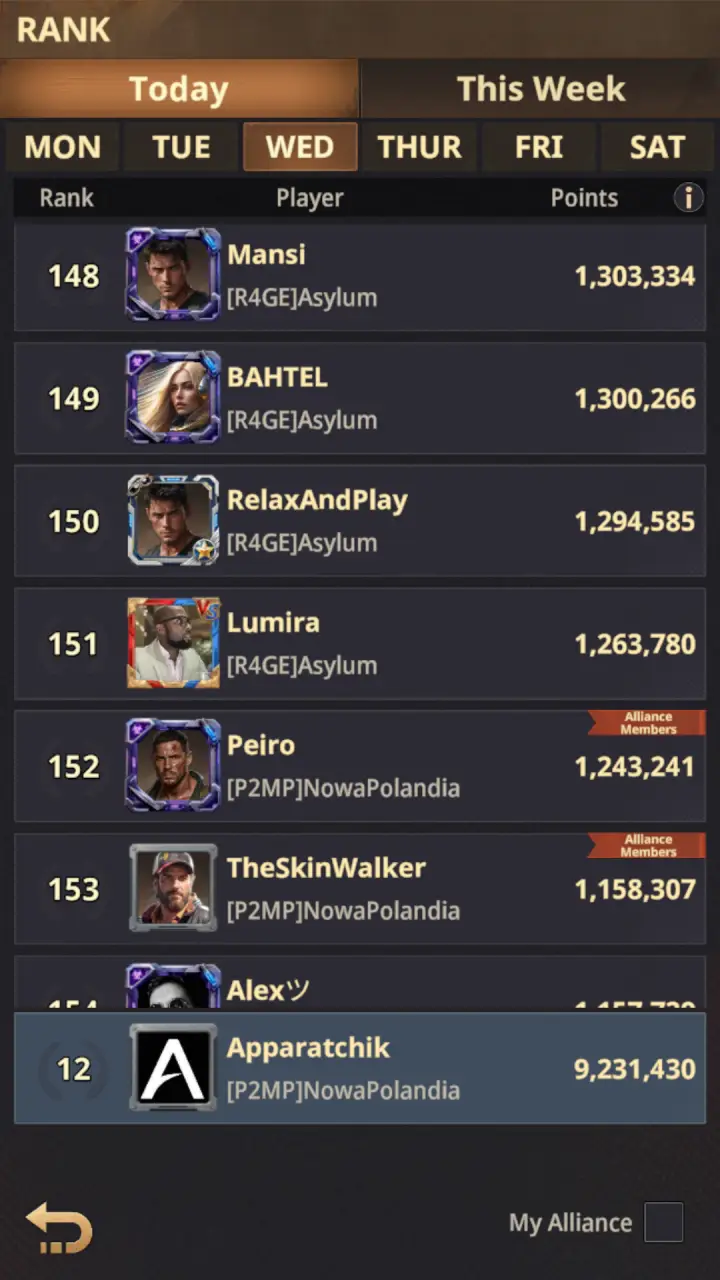 RANK
Today
This Week
MON TUE WED THUR FRI SAT
Rank Player Points i
148 Mansi 1,303,334
[R4GE]Asylum
149 BAHTEL 1,300,266
[R4GE]Asylum
150 RelaxAndPlay 1,294,585
[R4GE]Asylum
VS
151 Lumira 1,263,780
[R4GE]Asylum
Alliance
Members
152 Peiro 1,243,241
[P2MP]NowaPolandia
Alliance
Members
153 TheSkinWalker 1,158,307
[P2MP]NowaPolandia
154 Alexツ
12 Apparatchik 9,231,430
[P2MP]NowaPolandia
My Alliance